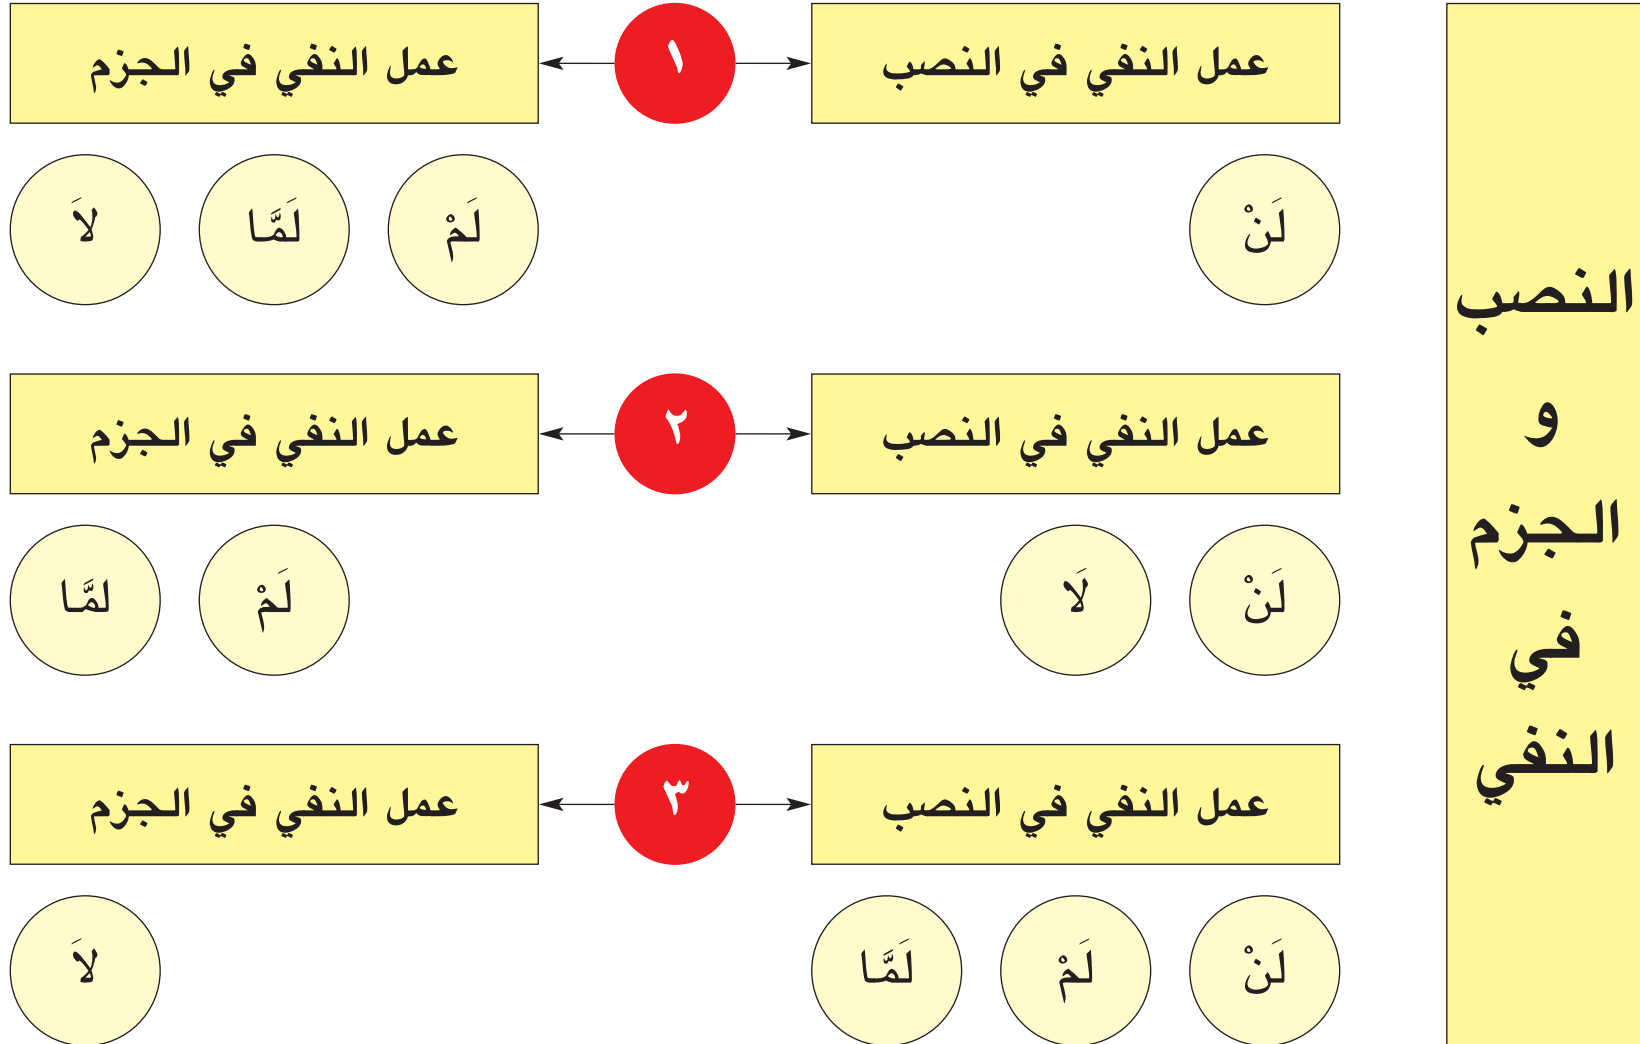 النصب
و
الجزم
في
النفي
عمل النفي في النصب
١
عمل النفي في الجزم
لَنْ
لَمْ
لَمَّا
لاَ
عمل النفي في النصب
٢
عمل النفي في الجزم
لَنْ
لَا
لَمْ
لمَّا
عمل النفي في النصب
٣
عمل النفي في الجزم
لَنْ
لَمْ
لَمَّا
لاَ